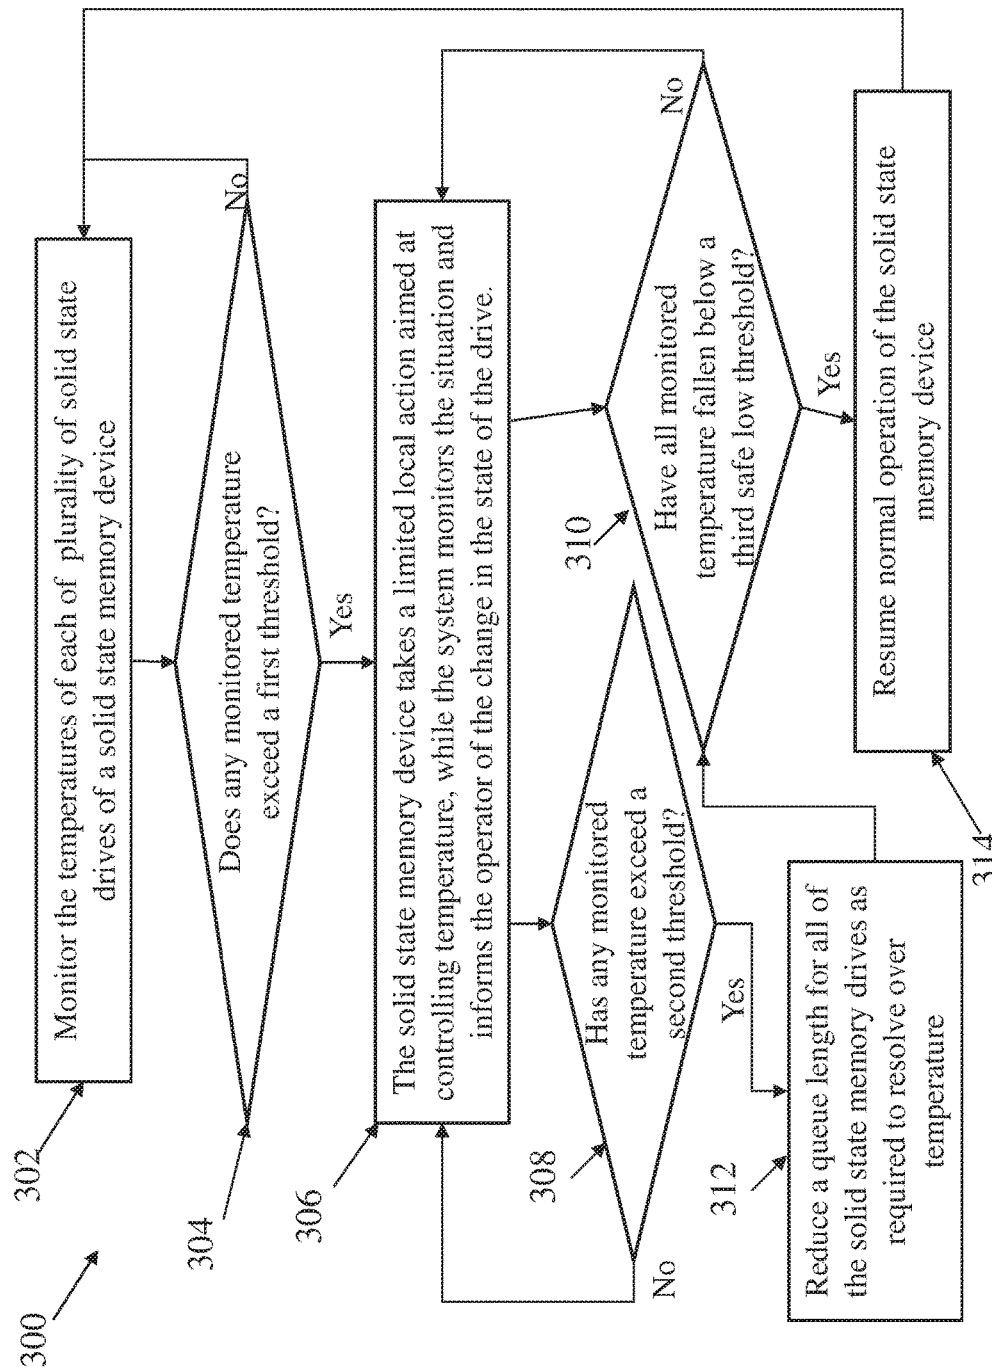 300
302
Monitor the temperatures of each of plurality of solid state
drives of a solid state memory device
304
Does any monitored temperature
exceed a first threshold?
No
Yes
306
The solid state memory device takes a limited local action aimed at
controlling temperature, while the system monitors the situation and
informs the operator of the change in the state of the drive.
308
Has any monitored
temperature exceed a
second threshold?
No
Yes
310
Have all monitored
temperature fallen below a
third safe low threshold?
No
Yes
312
Reduce a queue length for all of
the solid state memory drives as
required to resolve over
temperature
314
Resume normal operation of the solid state
memory device